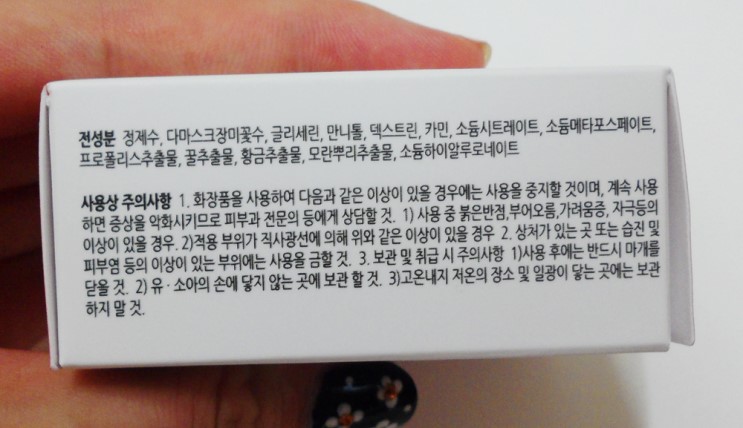 전성분 정제수, 다마스크장미꽃수, 글리세린, 만니톨, 덱스트린, 카민, 소듐시트레이트, 소듐메타포스페이트,
프로폴리스추출물, 꿀추출물, 황금추출물, 모란뿌리추출물, 소듐하이알루로네이트
사용상 주의사항 1. 화장품을 사용하여 다음과 같은 이상이 있을 경우에는 사용을 중지할 것이며, 계속 사용
하면 증상을 악화시키므로 피부과 전문의 등에게 상담할 것. 1) 사용 중 붉은반점,부어오름,가려움증, 자극등의
이상이 있을 경우. 2)적용 부위가 직사광선에 의해 위와 같은 이상이 있을 경우 2. 상처가 있는 곳 또는 습진 및
피부염 등의 이상이 있는 부위에는 사용을 금할 것. 3. 보관 및 취급 시 주의사항 1)사용 후에는 반드시 마개를
닫을 것. 2) 유·소아의 손에 닿지 않는 곳에 보관 할 것. 3)고온내지 저온의 장소 및 일광이 닿는 곳에는 보관
하지 말 것.